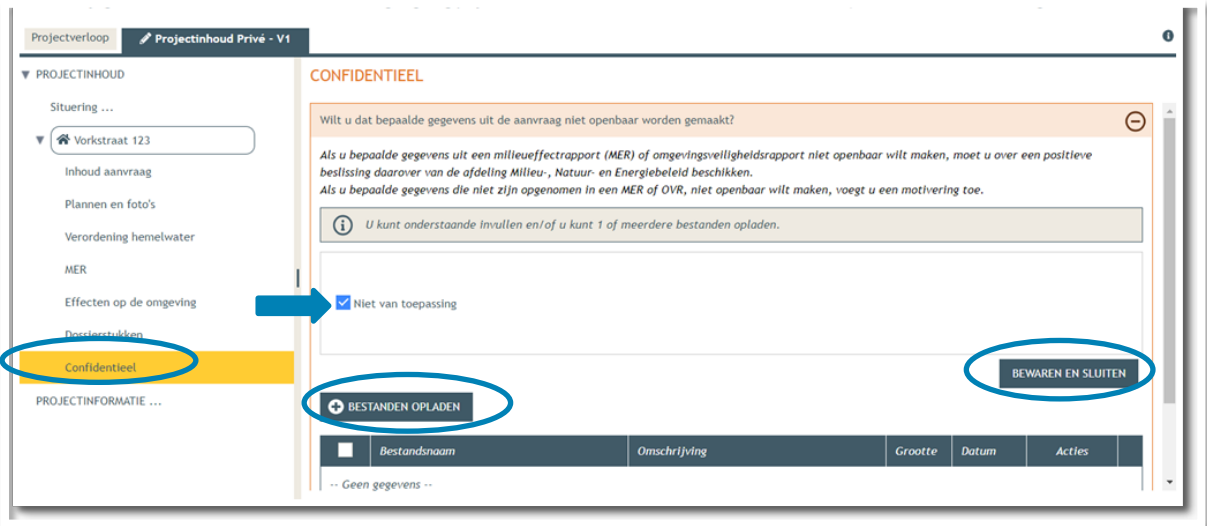 Projectverloop
Projectinhoud Privé - V1
PROJECTINHOUD
Situering ...
Vorkstraat 123
Inhoud aanvraag
Plannen en foto's
Verordening hemelwater
MER
Effecten op de omgeving
Dossierstukken
Confidentieel
PROJECTINFORMATIE ...
CONFIDENTIEEL
Wilt u dat bepaalde gegevens uit de aanvraag niet openbaar worden gemaakt?
Als u bepaalde gegevens uit een milieueffectrapport (MER) of omgevingsveiligheidsrapport niet openbaar wilt maken, moet u over een positieve
beslissing daarover van de afdeling Milieu-, Natuur- en Energiebeleid beschikken.
Als u bepaalde gegevens die niet zijn opgenomen in een MER of OVR, niet openbaar wilt maken, voegt u een motivering toe.
U kunt onderstaande invullen en/of u kunt 1 of meerdere bestanden opladen.
Niet van toepassing
BEWAREN EN SLUITEN
BESTANDEN OPLADEN
Bestandsnaam Omschrijving Grootte Datum Acties
-- Geen gegevens --